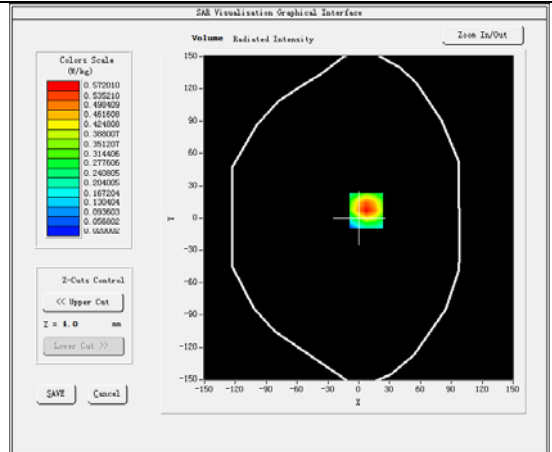 SAR Visualisation Graphical Interface
Volume Radiated Intensity
Zoom In/Out
Colors Scale
(W/kg)
0.572010
0.535210
0.498409
0.461608
0.424808
0.388007
0.351207
0.314406
0.277606
0.240805
0.204005
0.167204
0.130404
0.093603
0.056802
0.020002
Z-Cuts Control
<< Upper Cut
Z = 4.0 mm
Lower Cut >>
SAVE Cancel
150
120
90
60
30
0
-30
-60
-90
-120
-150
Y
-150 -120 -90 -60 -30 0 30 60 90 120 150
X